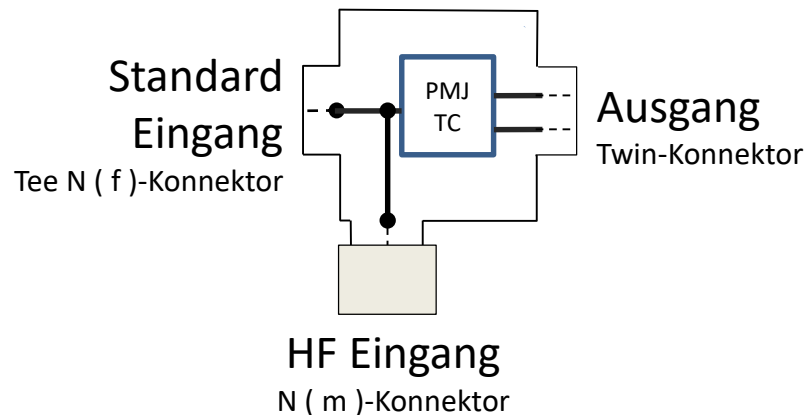 Standard
Eingang
Tee N ( f )-Konnektor
PMJ
TC
Ausgang
Twin-Konnektor
HF Eingang
N ( m )-Konnektor